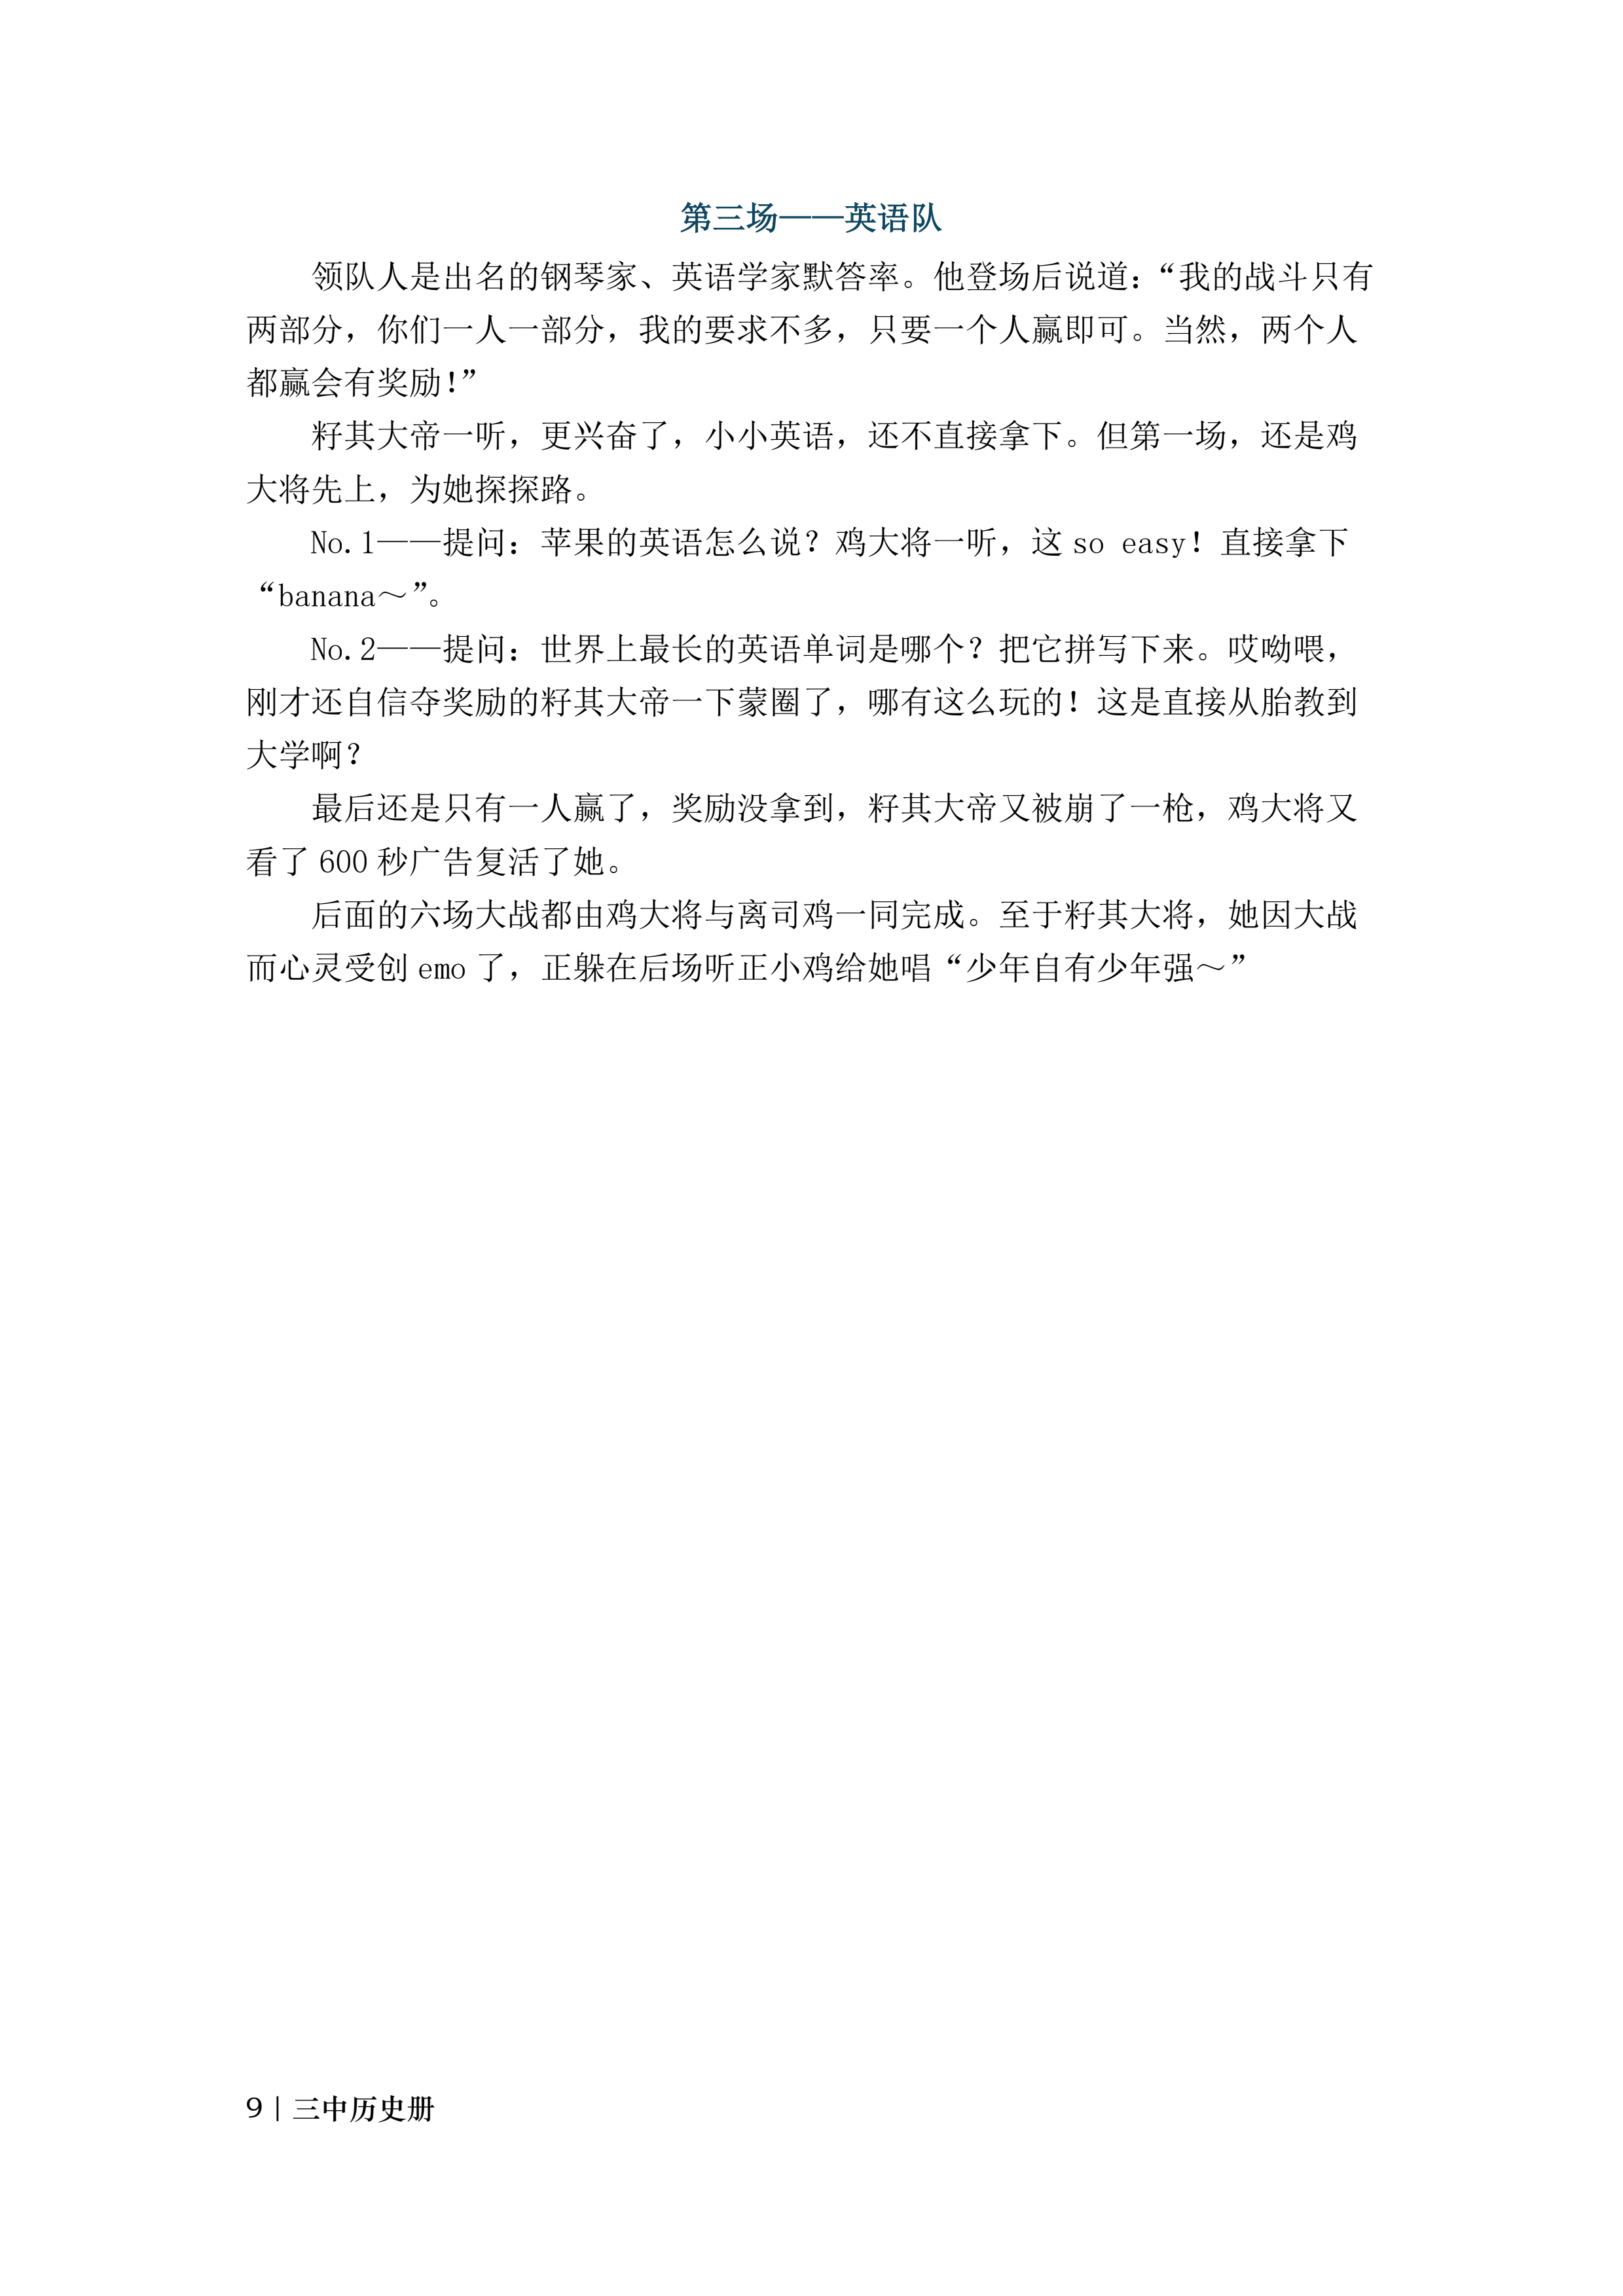 第三场——英语队
领队人是出名的钢琴家、英语学家默答率。他登场后说道：“我的战斗只有
两部分，你们一人一部分，我的要求不多，只要一个人赢即可。当然，两个人
都赢会有奖励！”
籽其大帝一听，更兴奋了，小小英语，还不直接拿下。但第一场，还是鸡
大将先上，为她探探路。
No.1——提问：苹果的英语怎么说？鸡大将一听，这 so easy！直接拿下
“banana～”。
No.2——提问：世界上最长的英语单词是哪个？把它拼写下来。哎呦喂，
刚才还自信夺奖励的籽其大帝一下蒙圈了，哪有这么玩的！这是直接从胎教到
大学啊？
最后还是只有一人赢了，奖励没拿到，籽其大帝又被崩了一枪，鸡大将又
看了 600 秒广告复活了她。
后面的六场大战都由鸡大将与离司鸡一同完成。至于籽其大将，她因大战
而心灵受创 emo 了，正躲在后场听正小鸡给她唱“少年自有少年强～”
9 | 三中历史册